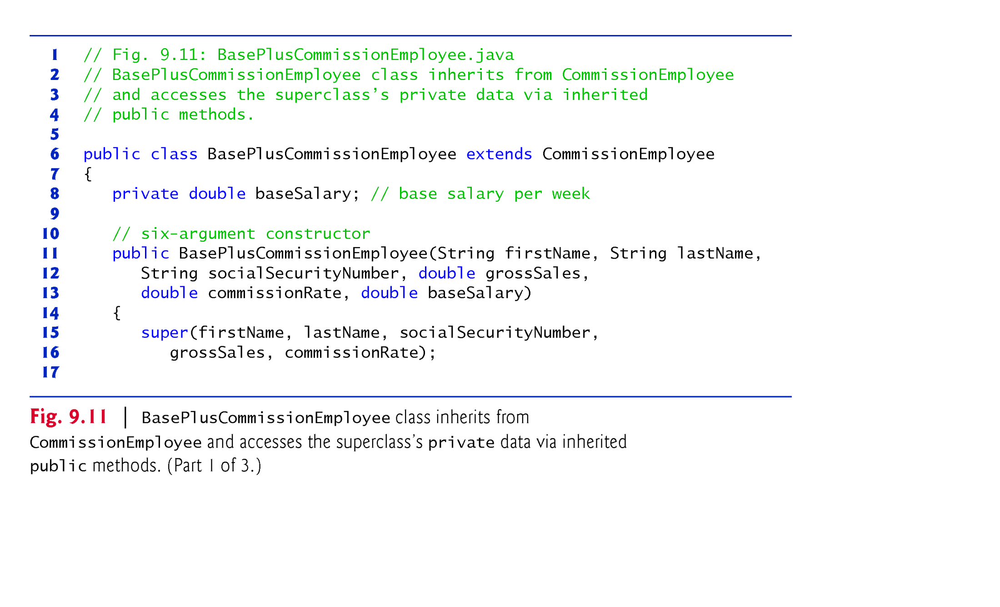 1 // Fig. 9.11: BasePlusCommissionEmployee.java
2 // BasePlusCommissionEmployee class inherits from CommissionEmployee
3 // and accesses the superclass’s private data via inherited
4 // public methods.
5
6 public class BasePlusCommissionEmployee extends CommissionEmployee
7 {
8    private double baseSalary; // base salary per week
9
10    // six-argument constructor
11    public BasePlusCommissionEmployee(String firstName, String lastName,
12       String socialSecurityNumber, double grossSales,
13       double commissionRate, double baseSalary)
14    {
15       super(firstName, lastName, socialSecurityNumber,
16          grossSales, commissionRate);
17
Fig. 9.11 | BasePlusCommissionEmployee class inherits from
CommissionEmployee and accesses the superclass’s private data via inherited
public methods. (Part 1 of 3.)